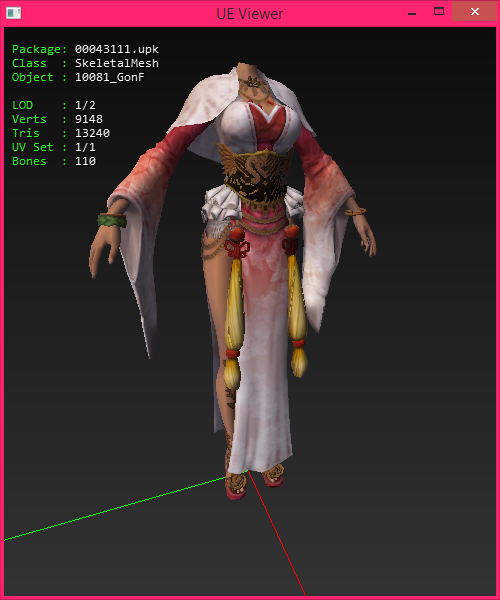 UE Viewer
Package: 00043111.upk
Class  : SkeletalMesh
Object : 10081_GonF
LOD    : 1/2
Verts  : 9148
Tris   : 13240
UV Set : 1/1
Bones  : 110